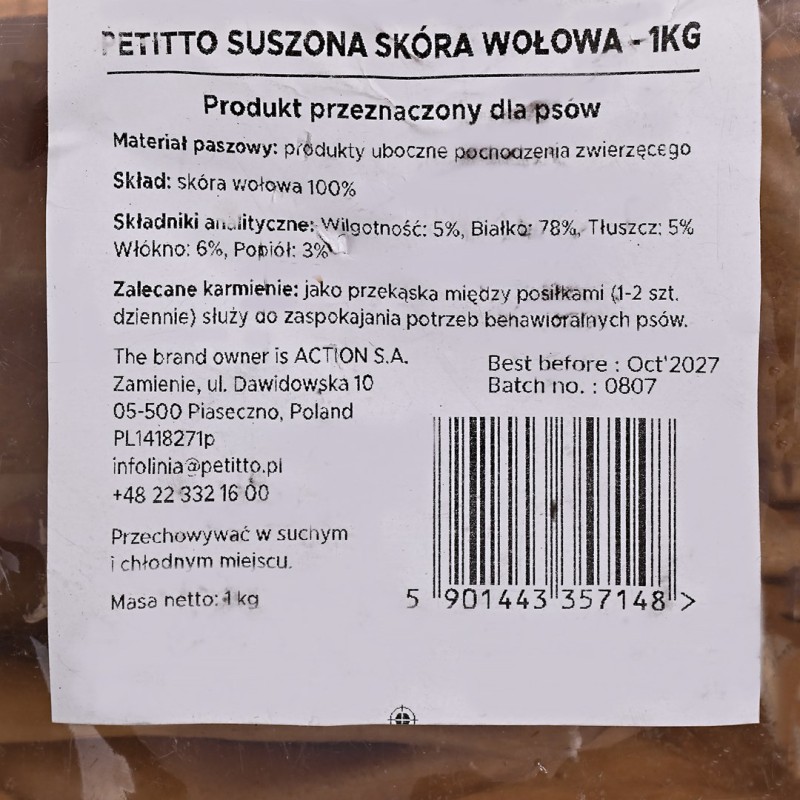 PETITTO SUSZONA SKÓRA WOŁOWA - 1KG
Produkt przeznaczony dla psów
Materiał paszowy: produkty uboczne pochodzenia zwierzęcego
Skład: skóra wołowa 100%
Składniki analityczne: Wilgotność: 5%, Białko: 78%, Tłuszcz: 5%
Włókno: 6%, Popiół: 3%
Zalecane karmienie: jako przekąska między posiłkami (1-2 szt.
dziennie) służy do zaspokajania potrzeb behawioralnych psów.
The brand owner is ACTION S.A.
Zamienie, ul. Dawidowska 10
05-500 Piaseczno, Poland
PL1418271p
infolinia@petitto.pl
+48 22 332 16 00
Przechowywać w suchym
i chłodnym miejscu.
Masa netto: 1 kg
Best before : Oct'2027
Batch no. : 0807
5 901443 357148 >